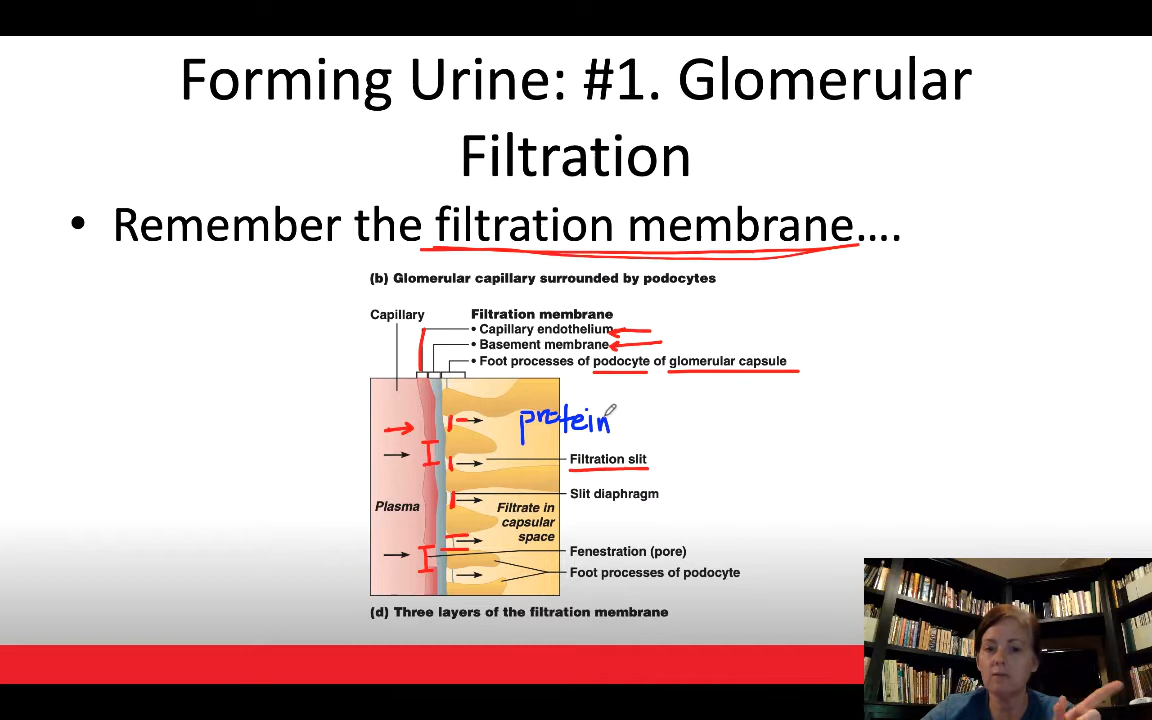 Forming Urine: #1. Glomerular
Filtration
• Remember the filtration membrane….
(b) Glomerular capillary surrounded by podocytes
Capillary
Filtration membrane
• Capillary endothelium
• Basement membrane
• Foot processes of podocyte of glomerular capsule
protein
Filtration slit
Slit diaphragm
Plasma
Filtrate in
capsular
space
Fenestration (pore)
Foot processes of podocyte
(d) Three layers of the filtration membrane